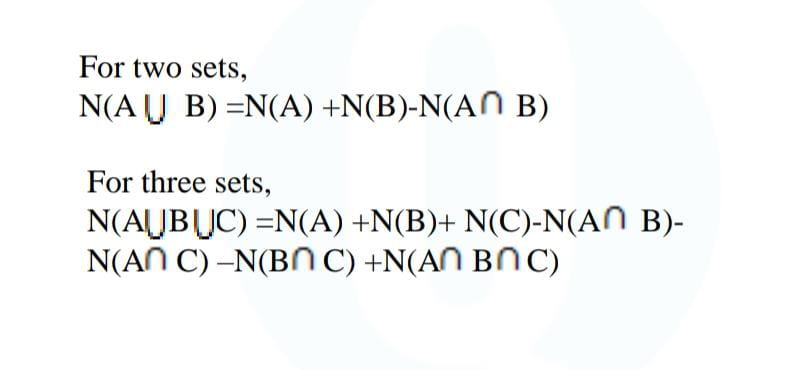 For two sets,
N(A ⋃ B) =N(A) +N(B)-N(A∩ B)
For three sets,
N(A⋃B⋃C) =N(A) +N(B)+ N(C)-N(A∩ B)-
N(A∩ C) –N(B∩ C) +N(A∩ B∩C)